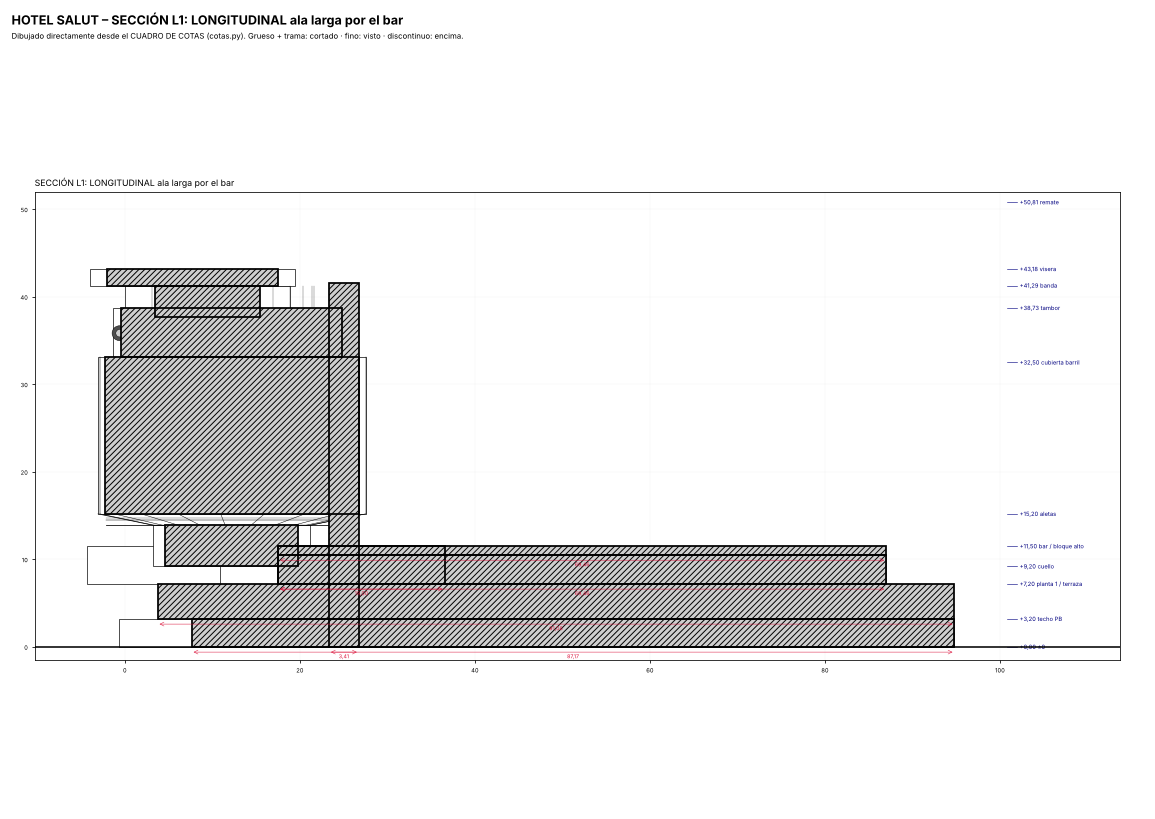 HOTEL SALUT – SECCIÓN L1: LONGITUDINAL ala larga por el bar
Dibujado directamente desde el CUADRO DE COTAS (cotas.py). Grueso + trama: cortado · fino: visto · discontinuo: encima.
SECCIÓN L1: LONGITUDINAL ala larga por el bar
50
+50,81 remate
+43,18 visera
+41,29 banda
40
+38,73 tambor
+32,50 cubierta barril
30
20
+15,20 aletas
+11,50 bar / bloque alto
10
+9,20 cuello
+7,20 planta 1 / terraza
+3,20 techo PB
0
3,41
87,17
0 20 40 60 80 100